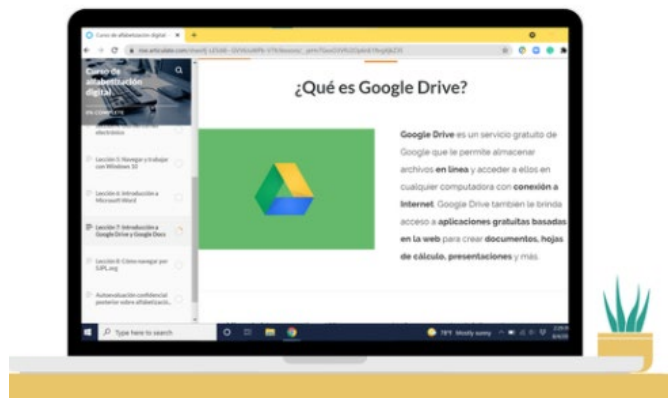 Curso de alfabetización digital
Curso de
alfabetización
digital
0% COMPLETE
electrónico
Lección 5: Navegar y trabajar
con Windows 10
Lección 6: Introducción a
Microsoft Word
Lección 7: Introducción a
Google Drive y Google Docs
Lección 8: Cómo navegar por
SJPL.org
Autoevaluación confidencial
posterior sobre alfabetizació...
¿Qué es Google Drive?
Google Drive es un servicio gratuito de
Google que le permite almacenar
archivos en línea y acceder a ellos en
cualquier computadora con conexión a
Internet. Google Drive también le brinda
acceso a aplicaciones gratuitas basadas
en la web para crear documentos, hojas
de cálculo, presentaciones y más.
Type here to search
78°F Mostly sunny